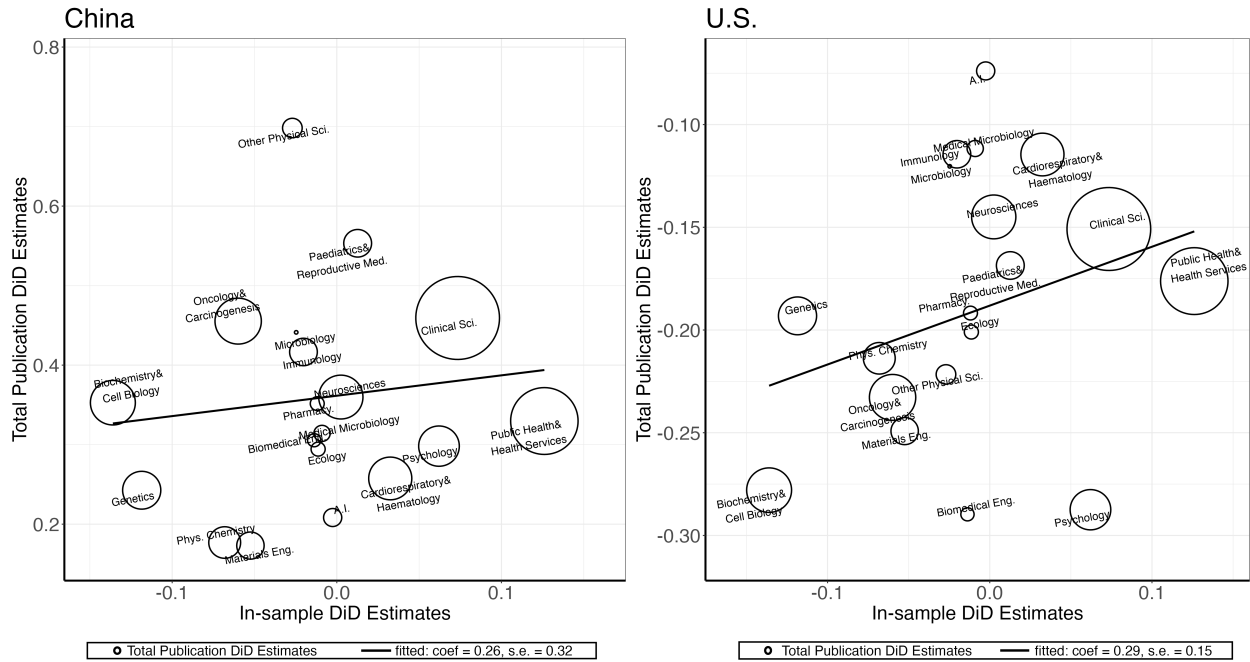 China
Total Publication DiD Estimates
0.8
0.6
0.4
0.2
Other Physical Sci.
Paediatrics&
Reproductive Med.
Oncology&
Carcinogenesis
Clinical Sci.
Microbiology
Immunology
Biochemistry&
Cell Biology
Neurosciences
Pharmacy.
Medical Microbiology
Biomedical Eng.
Ecology
Public Health&
Health Services
Psychology
Cardiorespiratory&
Haematology
Genetics
A.I.
Phys. Chemistry
Materials Eng.
-0.1
0.0
0.1
In-sample DiD Estimates
Total Publication DiD Estimates
fitted: coef = 0.26, s.e. = 0.32
U.S.
Total Publication DiD Estimates
-0.10
-0.15
-0.20
-0.25
-0.30
A.I.
Medical Microbiology
Immunology
Microbiology
Cardiorespiratory&
Haematology
Neurosciences
Clinical Sci.
Public Health&
Health Services
Paediatrics&
Reproductive Med.
Pharmacy.
Genetics
Ecology
Phys. Chemistry
Other Physical Sci.
Oncology&
Carcinogenesis
Materials Eng.
Biochemistry&
Cell Biology
Biomedical Eng.
Psychology
-0.1
0.0
0.1
In-sample DiD Estimates
Total Publication DiD Estimates
fitted: coef = 0.29, s.e. = 0.15